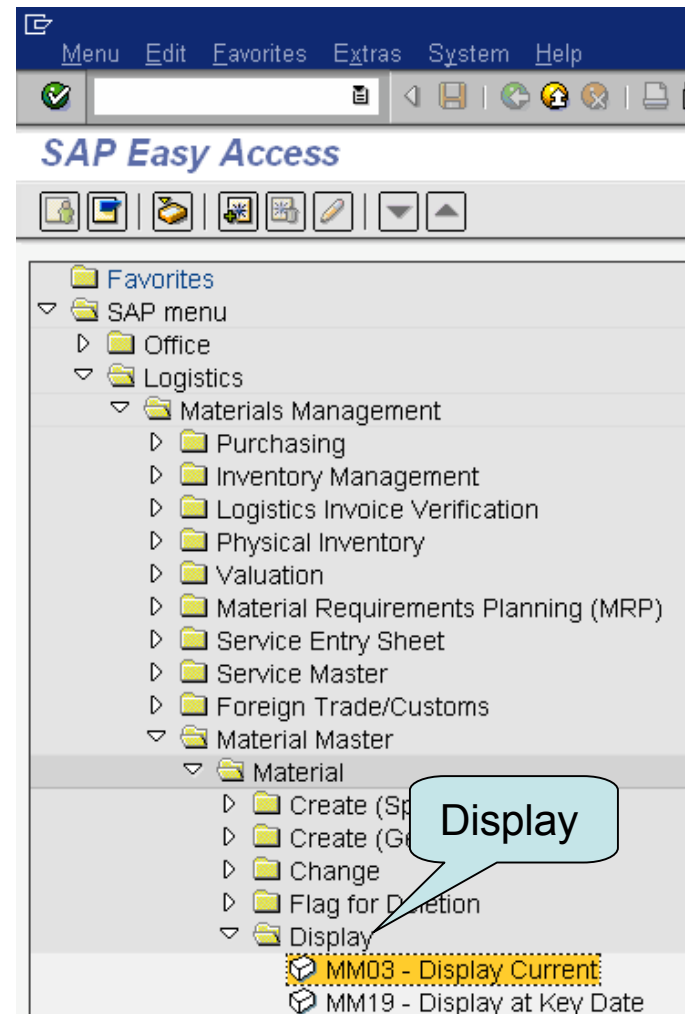 Menu Edit Favorites Extras System Help
SAP Easy Access
Favorites
SAP menu
Office
Logistics
Materials Management
Purchasing
Inventory Management
Logistics Invoice Verification
Physical Inventory
Valuation
Material Requirements Planning (MRP)
Service Entry Sheet
Service Master
Foreign Trade/Customs
Material Master
Material
Create (Sp
Create (Ge
Display
Change
Flag for Deletion
Display
MM03 - Display Current
MM19 - Display at Key Date